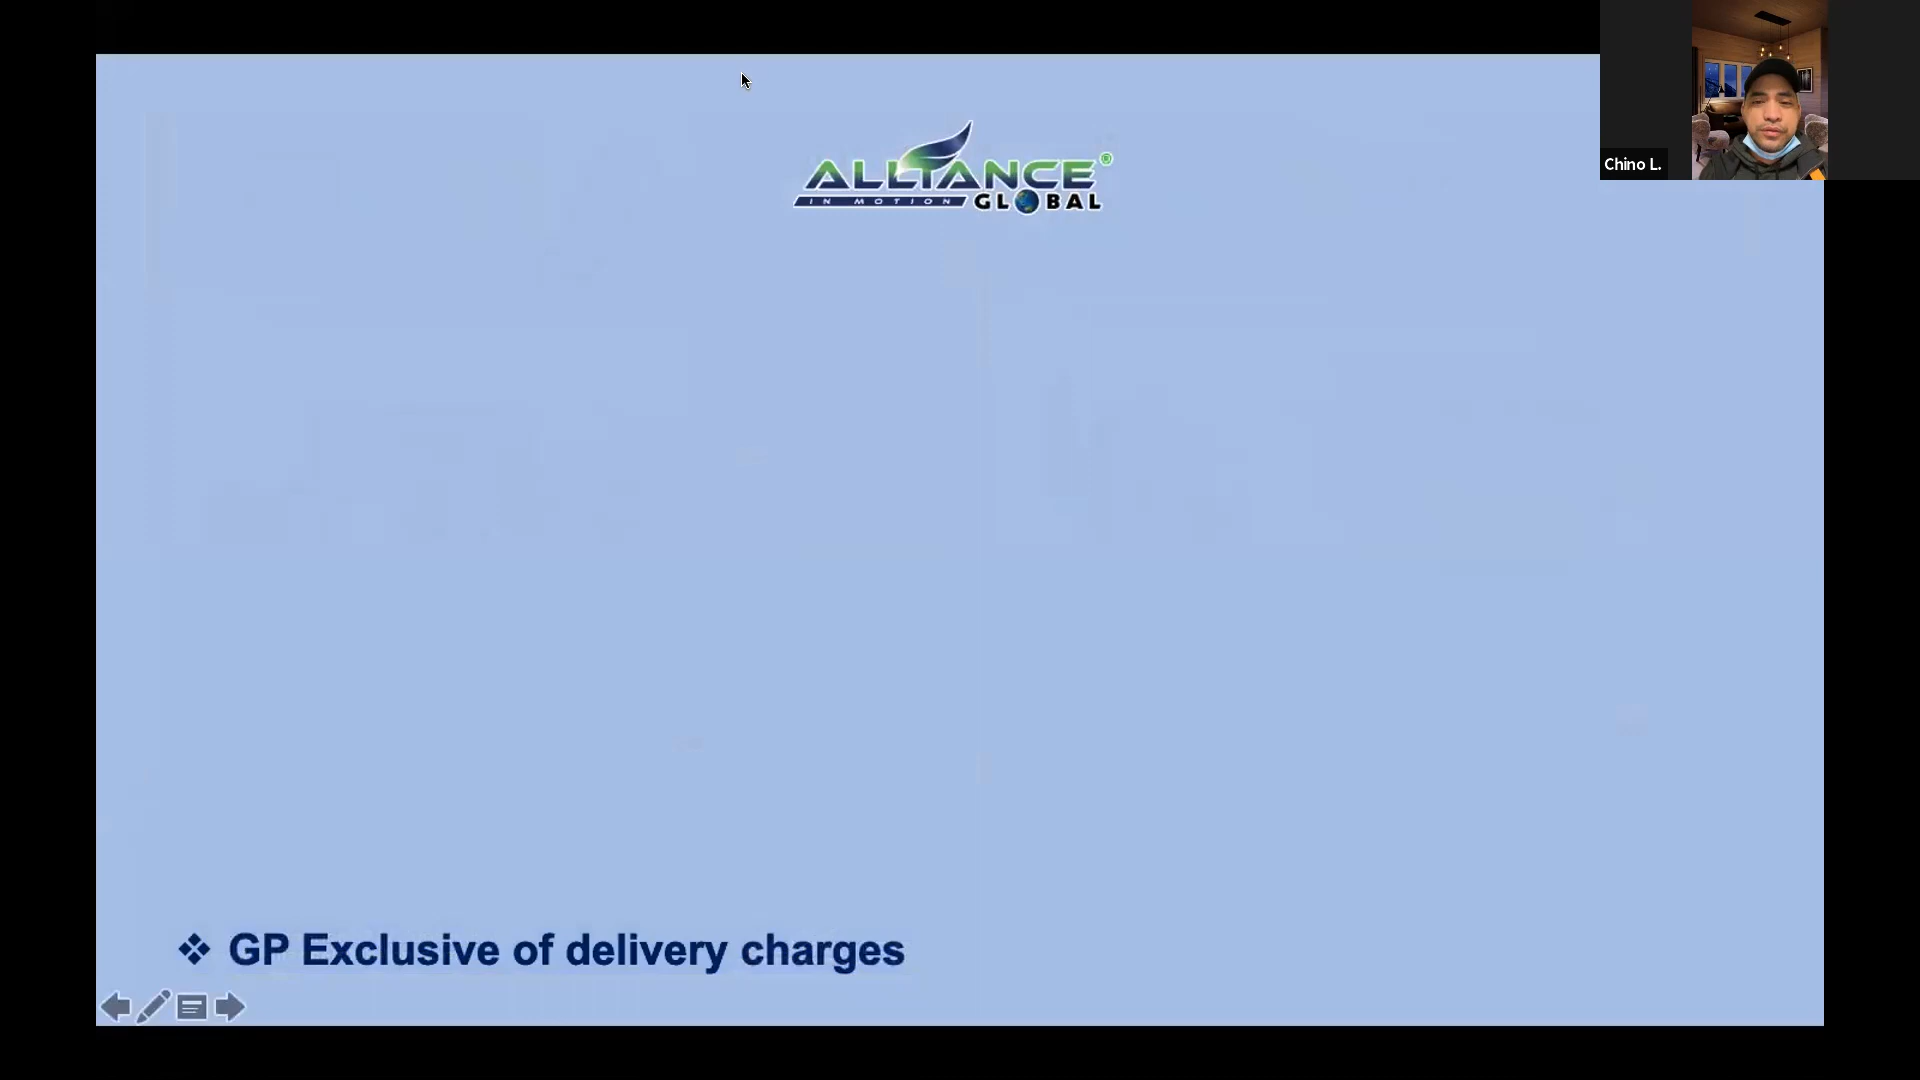 Chino L.
ALLIANCE
IN MOTION GLOBAL
❖ GP Exclusive of delivery charges